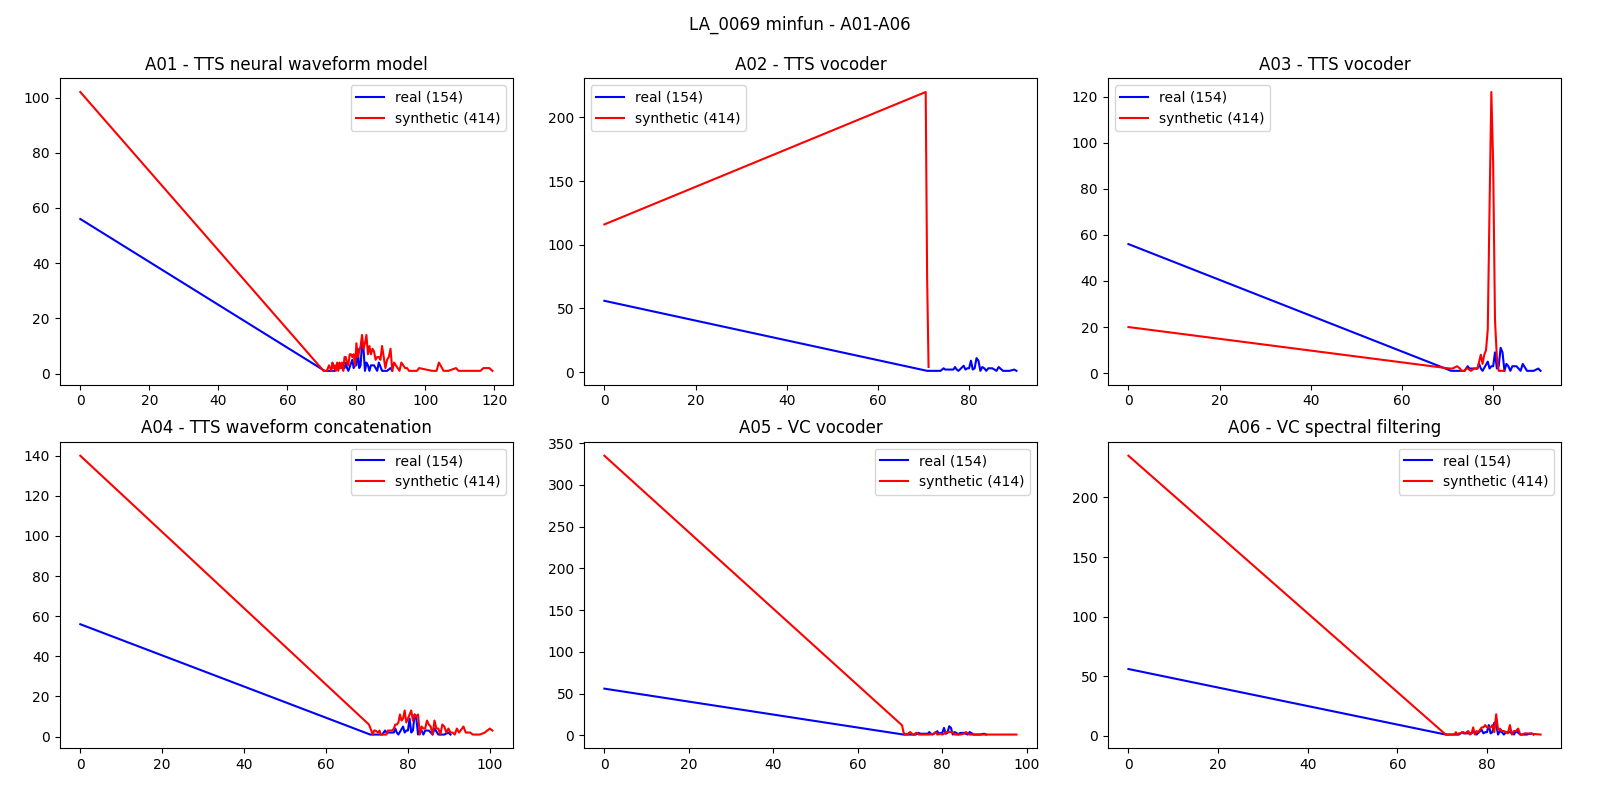 LA_0069 minfun - A01-A06
A01 - TTS neural waveform model
real (154)
synthetic (414)
100
80
60
40
20
0
0 20 40 60 80 100 120
A02 - TTS vocoder
real (154)
synthetic (414)
200
150
100
50
0
0 20 40 60 80
A03 - TTS vocoder
real (154)
synthetic (414)
120
100
80
60
40
20
0
0 20 40 60 80
A04 - TTS waveform concatenation
real (154)
synthetic (414)
140
120
100
80
60
40
20
0
0 20 40 60 80 100
A05 - VC vocoder
real (154)
synthetic (414)
350
300
250
200
150
100
50
0
0 20 40 60 80 100
A06 - VC spectral filtering
real (154)
synthetic (414)
200
150
100
50
0
0 20 40 60 80